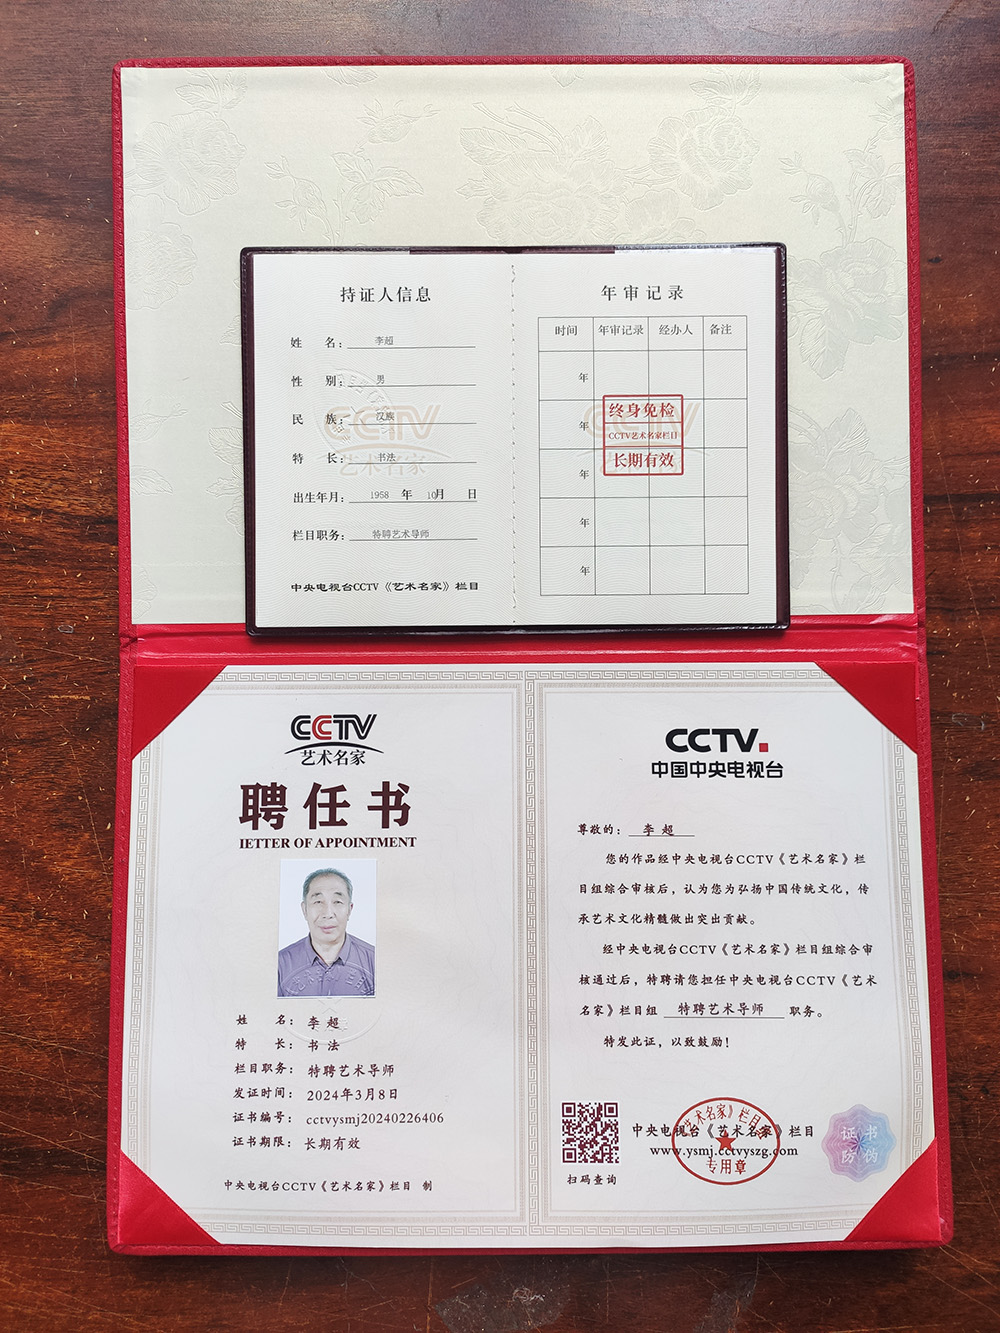 持证人信息
姓 名：李超
性 别：男
民 族：汉族
特 长：书法
出生年月：1958 年 10月 日
栏目职务：特聘艺术导师
中央电视台CCTV《艺术名家》栏目
CCTV
艺术名家
年审记录
时间 年审记录 经办人 备注
年
年
年
年
年
终身免检
CCTV艺术名家栏目
长期有效
CCTV
艺术名家
聘任书
IETTER OF APPOINTMENT
姓 名：李超
特 长：书法
栏目职务：特聘艺术导师
发证时间：2024年3月8日
证书编号：cctvysmj20240226406
证书期限：长期有效
中央电视台CCTV《艺术名家》栏目 制
CCTV.
中国中央电视台
尊敬的：李超
您的作品经中央电视台CCTV《艺术名家》栏
目组综合审核后，认为您为弘扬中国传统文化，传
承艺术文化精髓做出突出贡献。
经中央电视台CCTV《艺术名家》栏目组综合审
核通过后，特聘请您担任中央电视台CCTV《艺术
名家》栏目组 特聘艺术导师 职务。
特发此证，以致鼓励！
中央电视台《艺术名家》栏目
www.ysmj.cctvyszg.com
扫码查询
专用章
证书
防伪